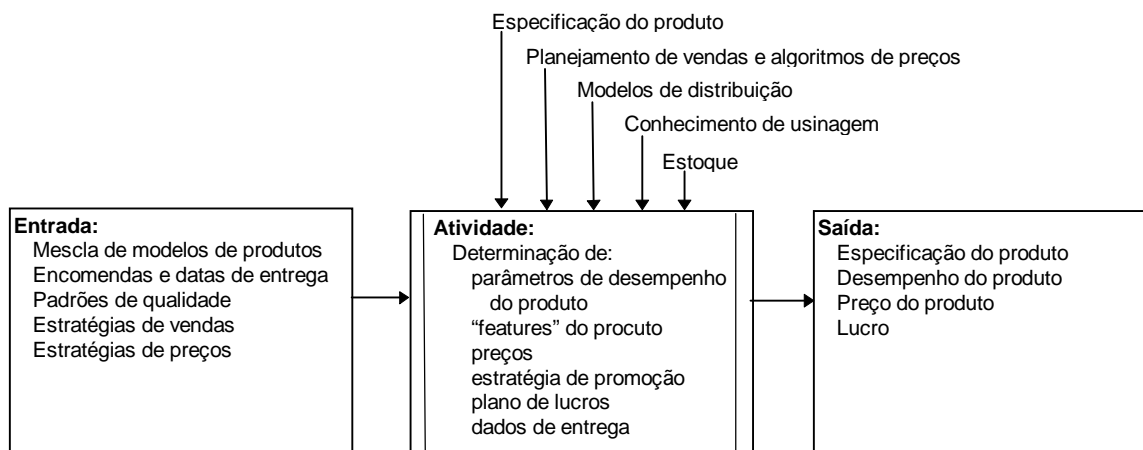 Especificação do produto
Planejamento de vendas e algoritmos de preços
Modelos de distribuição
Conhecimento de usinagem
Estoque
Entrada:
Mescla de modelos de produtos
Encomendas e datas de entrega
Padrões de qualidade
Estratégias de vendas
Estratégias de preços
Atividade:
Determinação de:
parâmetros de desempenho
do produto
“features” do procuto
preços
estratégia de promoção
plano de lucros
dados de entrega
Saída:
Especificação do produto
Desempenho do produto
Preço do produto
Lucro